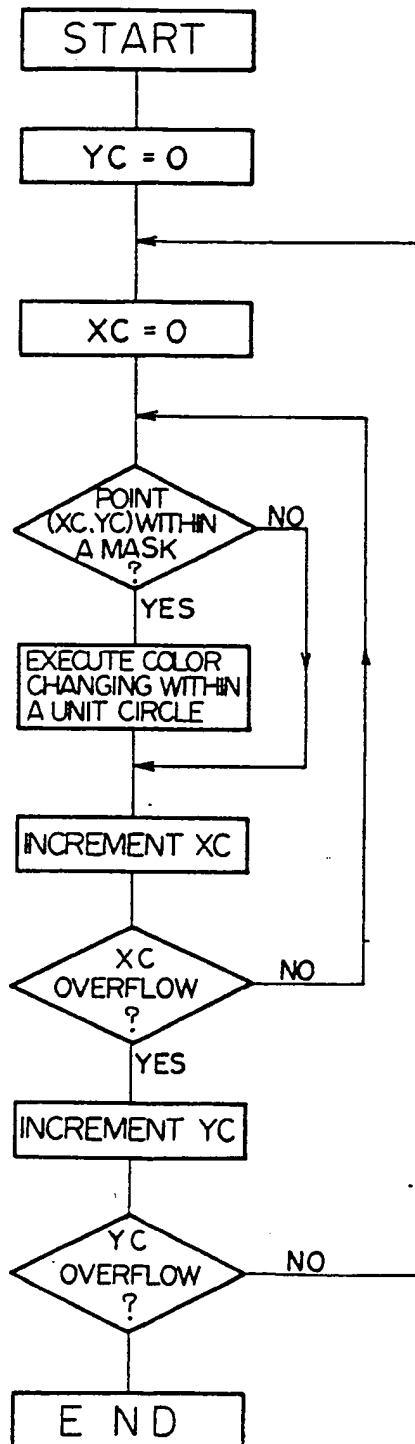 START
YC = 0
XC = 0
POINT
(XC.YC) WITHIN
A MASK
?
NO
YES
EXECUTE COLOR
CHANGING WITHIN
A UNIT CIRCLE
INCREMENT XC
XC
OVERFLOW
?
NO
YES
INCREMENT YC
YC
OVERFLOW
?
NO
END